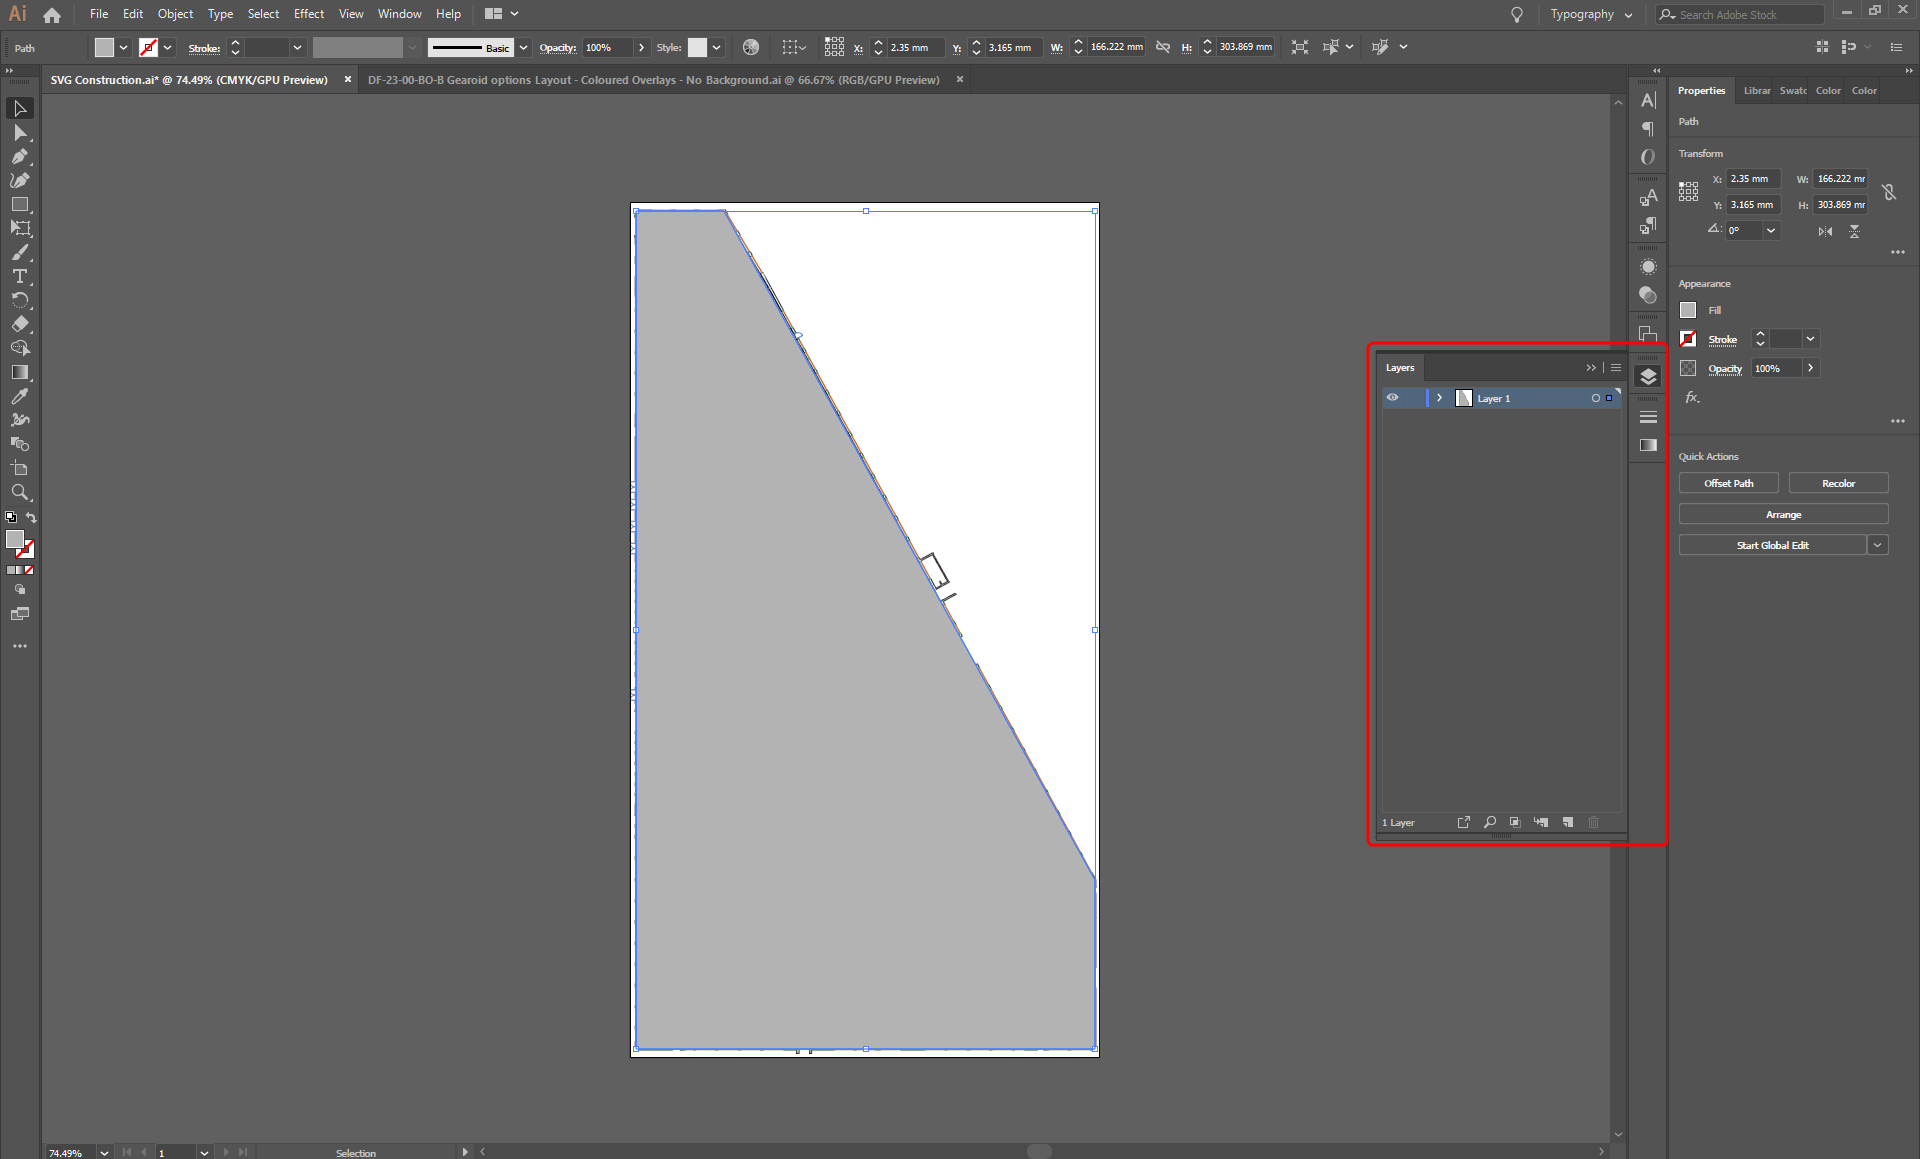 Ai File Edit Object Type Select Effect View Window Help Typography Search Adobe Stock
Path Stroke: Basic Opacity: 100% Style: X: 2.35 mm Y: 3.165 mm W: 166.222 mm H: 303.869 mm
SVG Construction.ai* @ 74.49% (CMYK/GPU Preview) × DF-23-00-BO-B Gearoid options Layout - Coloured Overlays - No Background.ai @ 66.67% (RGB/GPU Preview) ×
Properties Librar Swatc Color Color
Path
Transform
X: 2.35 mm W: 166.222 mr
Y: 3.165 mm H: 303.869 mr
0°
Appearance
Fill
Stroke
Opacity 100%
fx.
Quick Actions
Offset Path Recolor
Arrange
Start Global Edit
Layers
Layer 1
1 Layer
74.49% 1 Selection